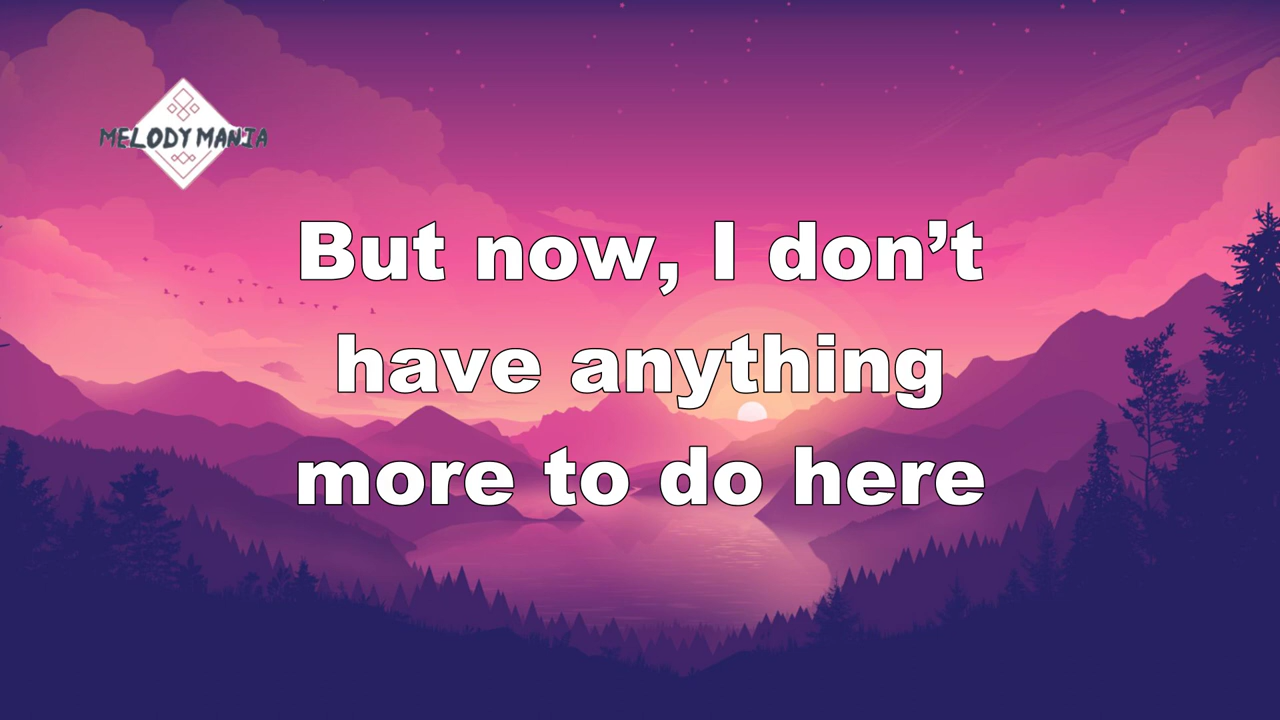 MELODY MANIA
But now, I don’t
have anything
more to do here